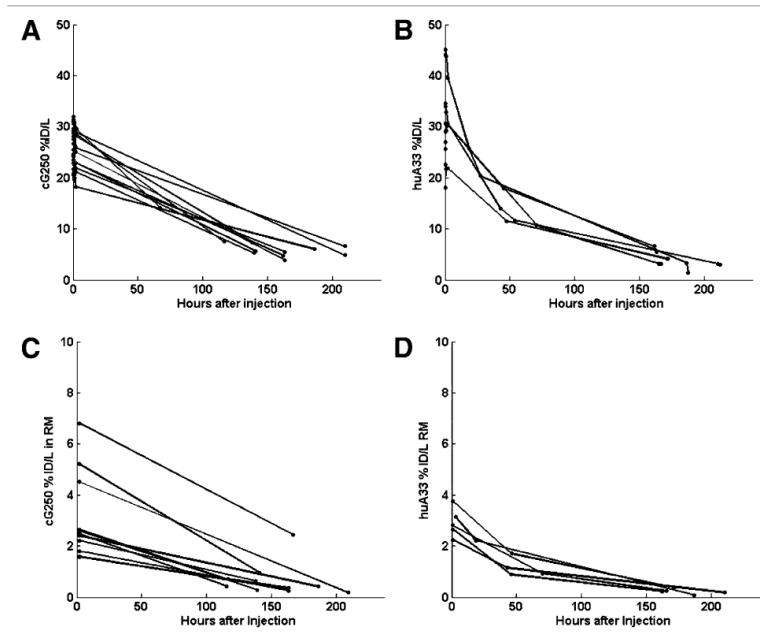 A
50
40
30
20
10
0
cG250 %ID/L
0 50 100 150 200
Hours after injection
B
50
40
30
20
10
0
huA33 %ID/L
0 50 100 150 200
Hours after injection
C
10
8
6
4
2
0
cG250 % ID/L in RM
0 50 100 150 200
Hours after Injection
D
10
8
6
4
2
0
huA33 % ID/L RM
0 50 100 150 200
Hours after Injection